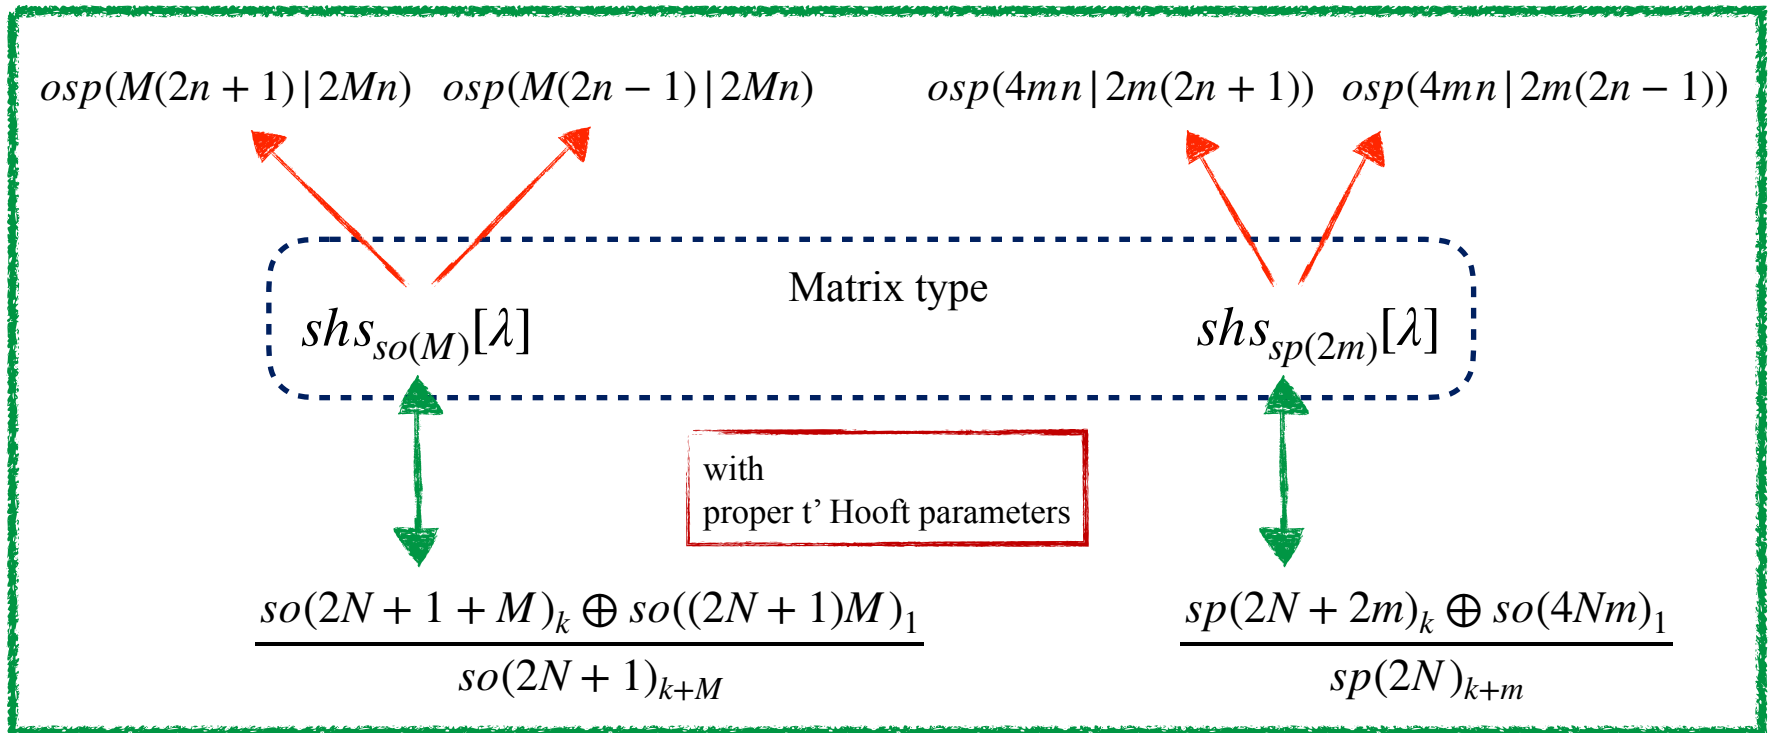 osp(M(2n + 1) | 2Mn) osp(M(2n − 1) | 2Mn) osp(4mn | 2m(2n + 1)) osp(4mn | 2m(2n − 1))
Matrix type
shs_{so(M)}[λ] shs_{sp(2m)}[λ]
with
proper t’ Hooft parameters
so(2N + 1 + M)_k ⊕ so((2N + 1)M)_1
so(2N + 1)_{k+M}
sp(2N + 2m)_k ⊕ so(4Nm)_1
sp(2N)_{k+m}